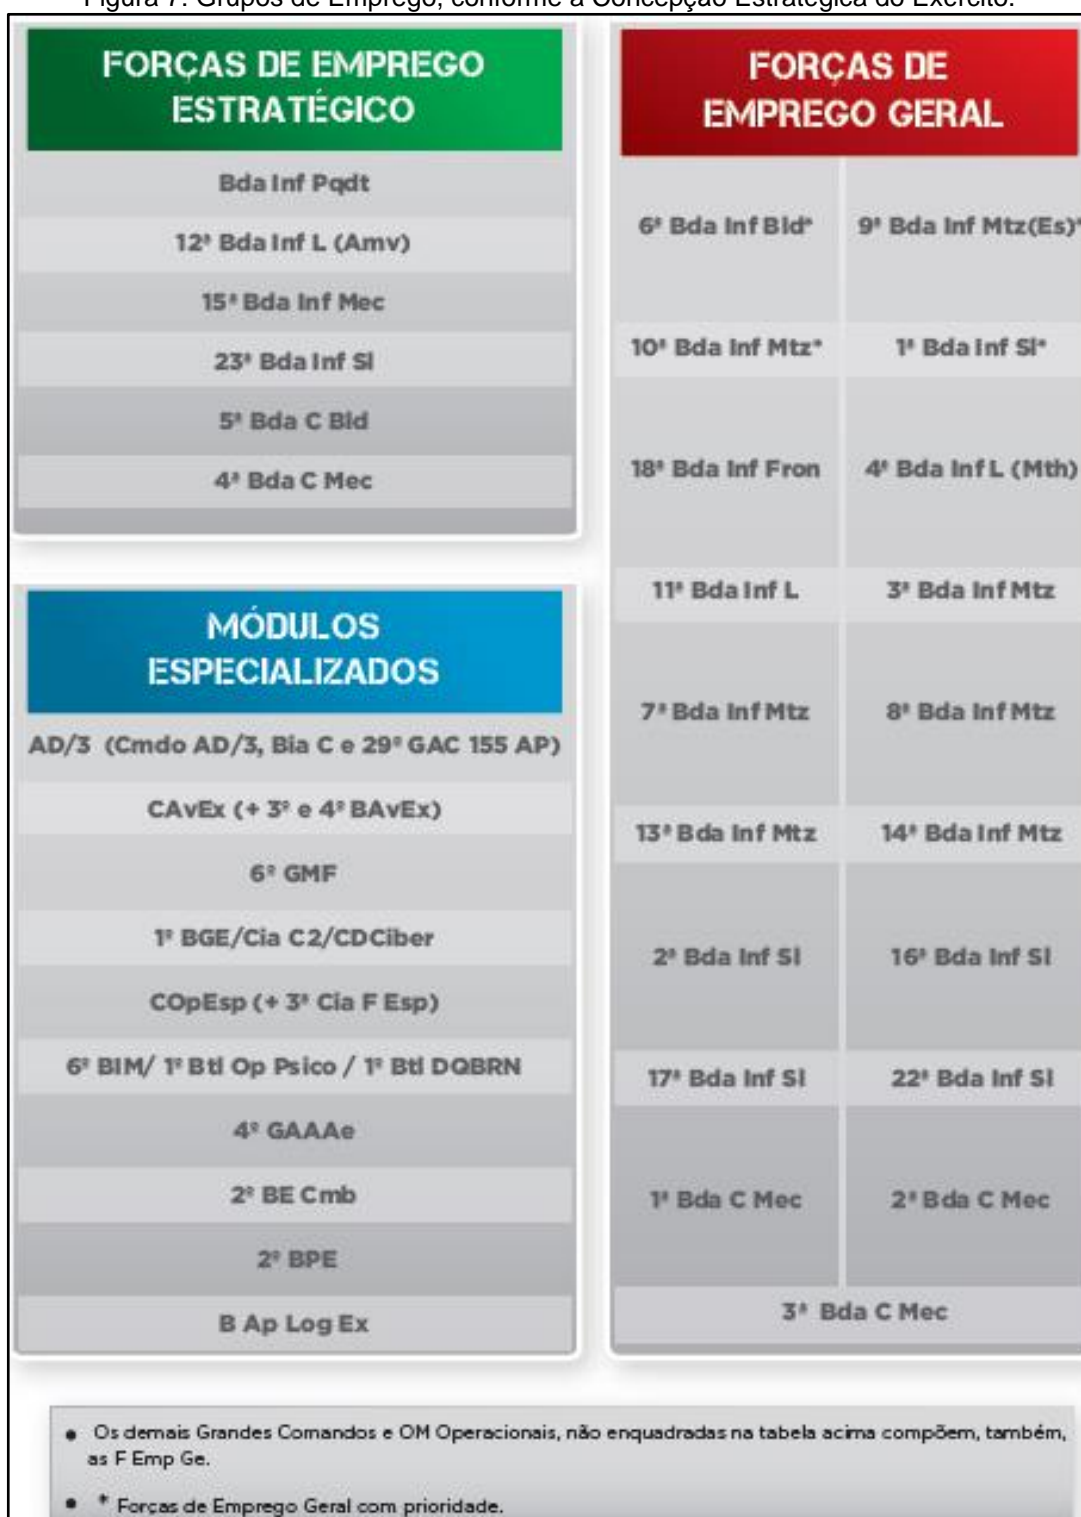 Figura 7: Grupos de Emprego, conforme a Concepção Estratégica do Exército.
FORÇAS DE EMPREGO
ESTRATÉGICO
Bda Inf Pqdt
12ª Bda Inf L (Amv)
15ª Bda Inf Mec
23ª Bda Inf Sl
5ª Bda C Bld
4ª Bda C Mec
MÓDULOS
ESPECIALIZADOS
AD/3 (Cmdo AD/3, Bia C e 29º GAC 155 AP)
CAvEx (+ 3º e 4º BAvEx)
6º GMF
1º BGE/Cia C2/CDCiber
COpEsp (+ 3ª Cia F Esp)
6º BIM/ 1º Btl Op Psico / 1º Btl DQBRN
4º GAAAe
2º BE Cmb
2º BPE
B Ap Log Ex
FORÇAS DE
EMPREGO GERAL
6ª Bda Inf Bld* 9ª Bda Inf Mtz(Es)*
10ª Bda Inf Mtz* 1ª Bda Inf Sl*
18ª Bda Inf Fron 4ª Bda Inf L (Mth)
11ª Bda Inf L 3ª Bda Inf Mtz
7ª Bda Inf Mtz 8ª Bda Inf Mtz
13ª Bda Inf Mtz 14ª Bda Inf Mtz
2ª Bda Inf Sl 16ª Bda Inf Sl
17ª Bda Inf Sl 22ª Bda Inf Sl
1ª Bda C Mec 2ª Bda C Mec
3ª Bda C Mec
• Os demais Grandes Comandos e OM Operacionais, não enquadradas na tabela acima compõem, também,
as F Emp Ge.
• * Forças de Emprego Geral com prioridade.